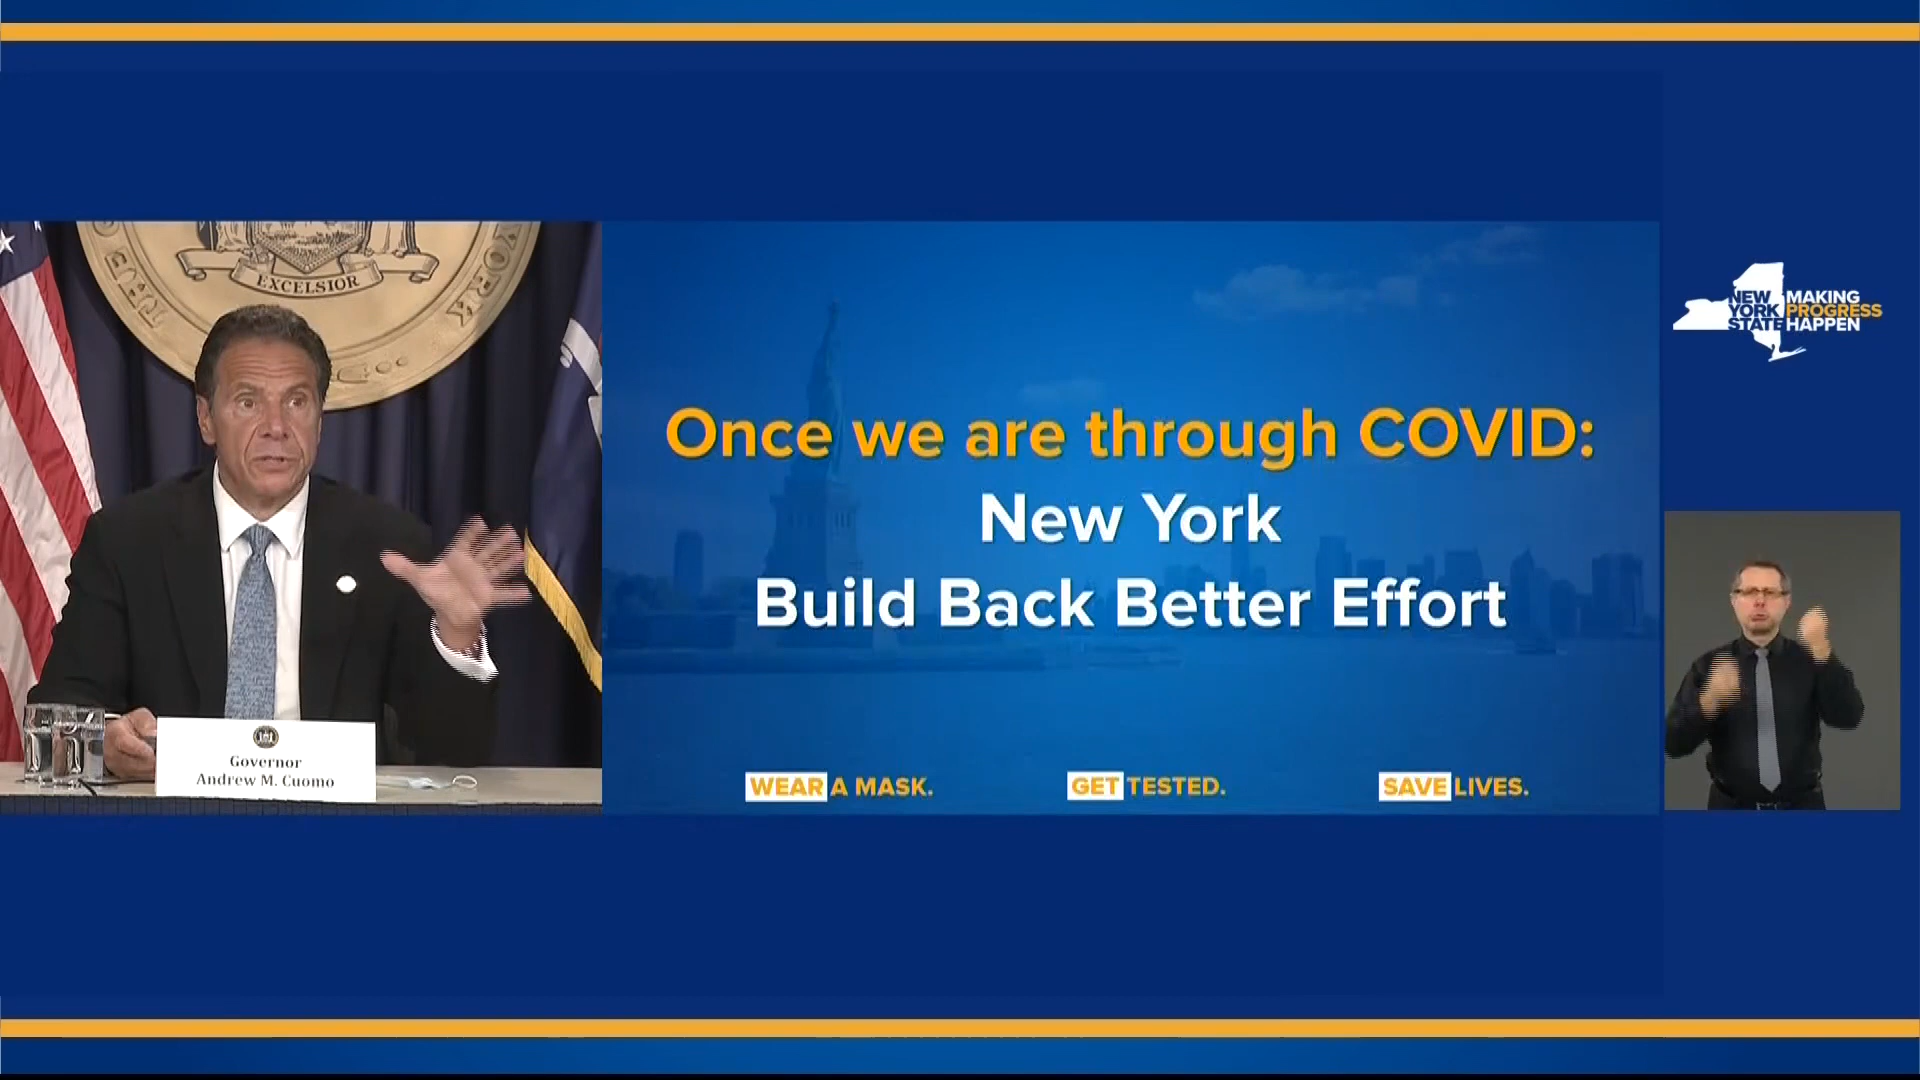 EXCELSIOR
Governor
Andrew M. Cuomo
Once we are through COVID:
New York
Build Back Better Effort
WEAR A MASK.
GET TESTED.
SAVE LIVES.
NEW YORK STATE
MAKING PROGRESS HAPPEN